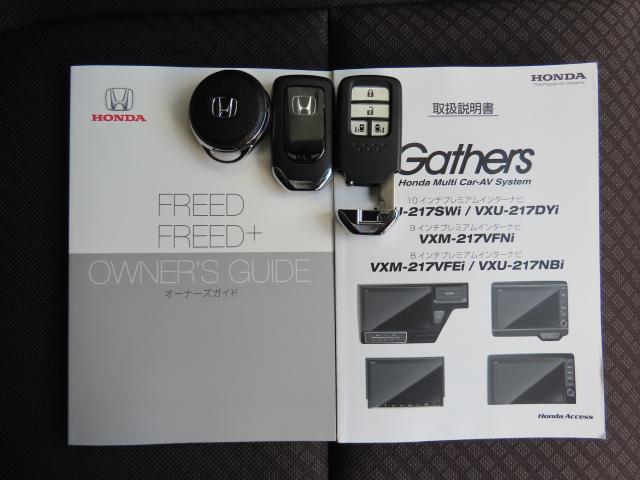 HONDA
FREED
FREED+
OWNER'S GUIDE
オーナーズガイド
HONDA
The Power of Dreams
取扱説明書
Gathers
Honda Multi Car-AV System
10インチプレミアムインターナビ
-217SWi / VXU-217DYi
9インチプレミアムインターナビ
VXM-217VFNi
8インチプレミアムインターナビ
VXM-217VFEi / VXU-217NBi
Honda Access